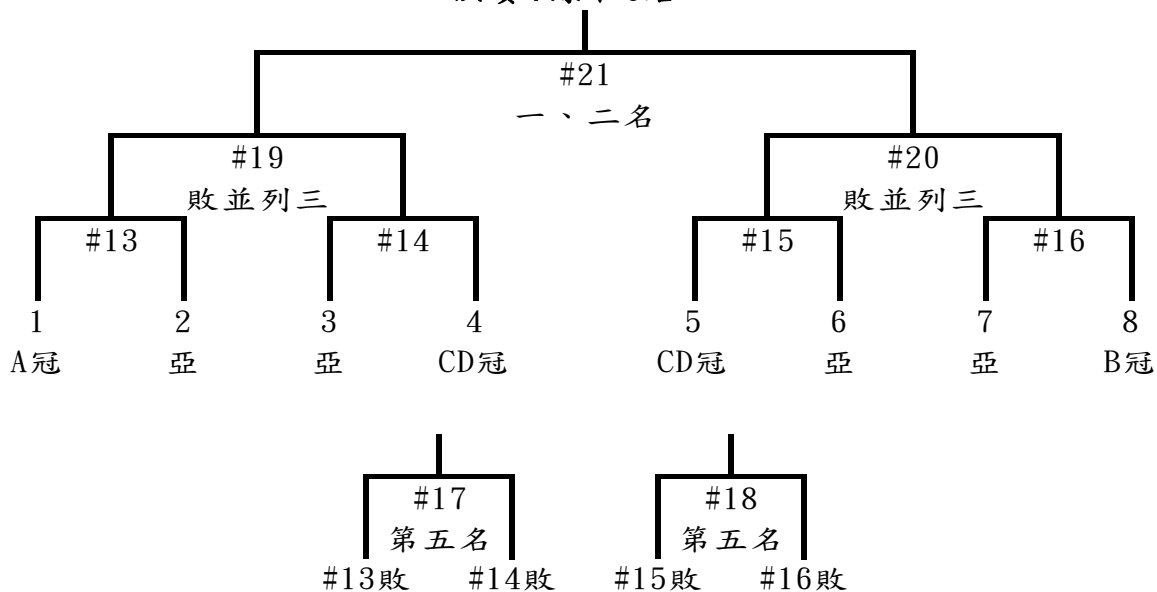 #21
一、二名
#19 #20
敗並列三 敗並列三
#13 #14 #15 #16
1 2 3 4 5 6 7 8
A冠 亞 亞 CD冠 CD冠 亞 亞 B冠
#17 #18
第五名 第五名
#13敗 #14敗 #15敗 #16敗